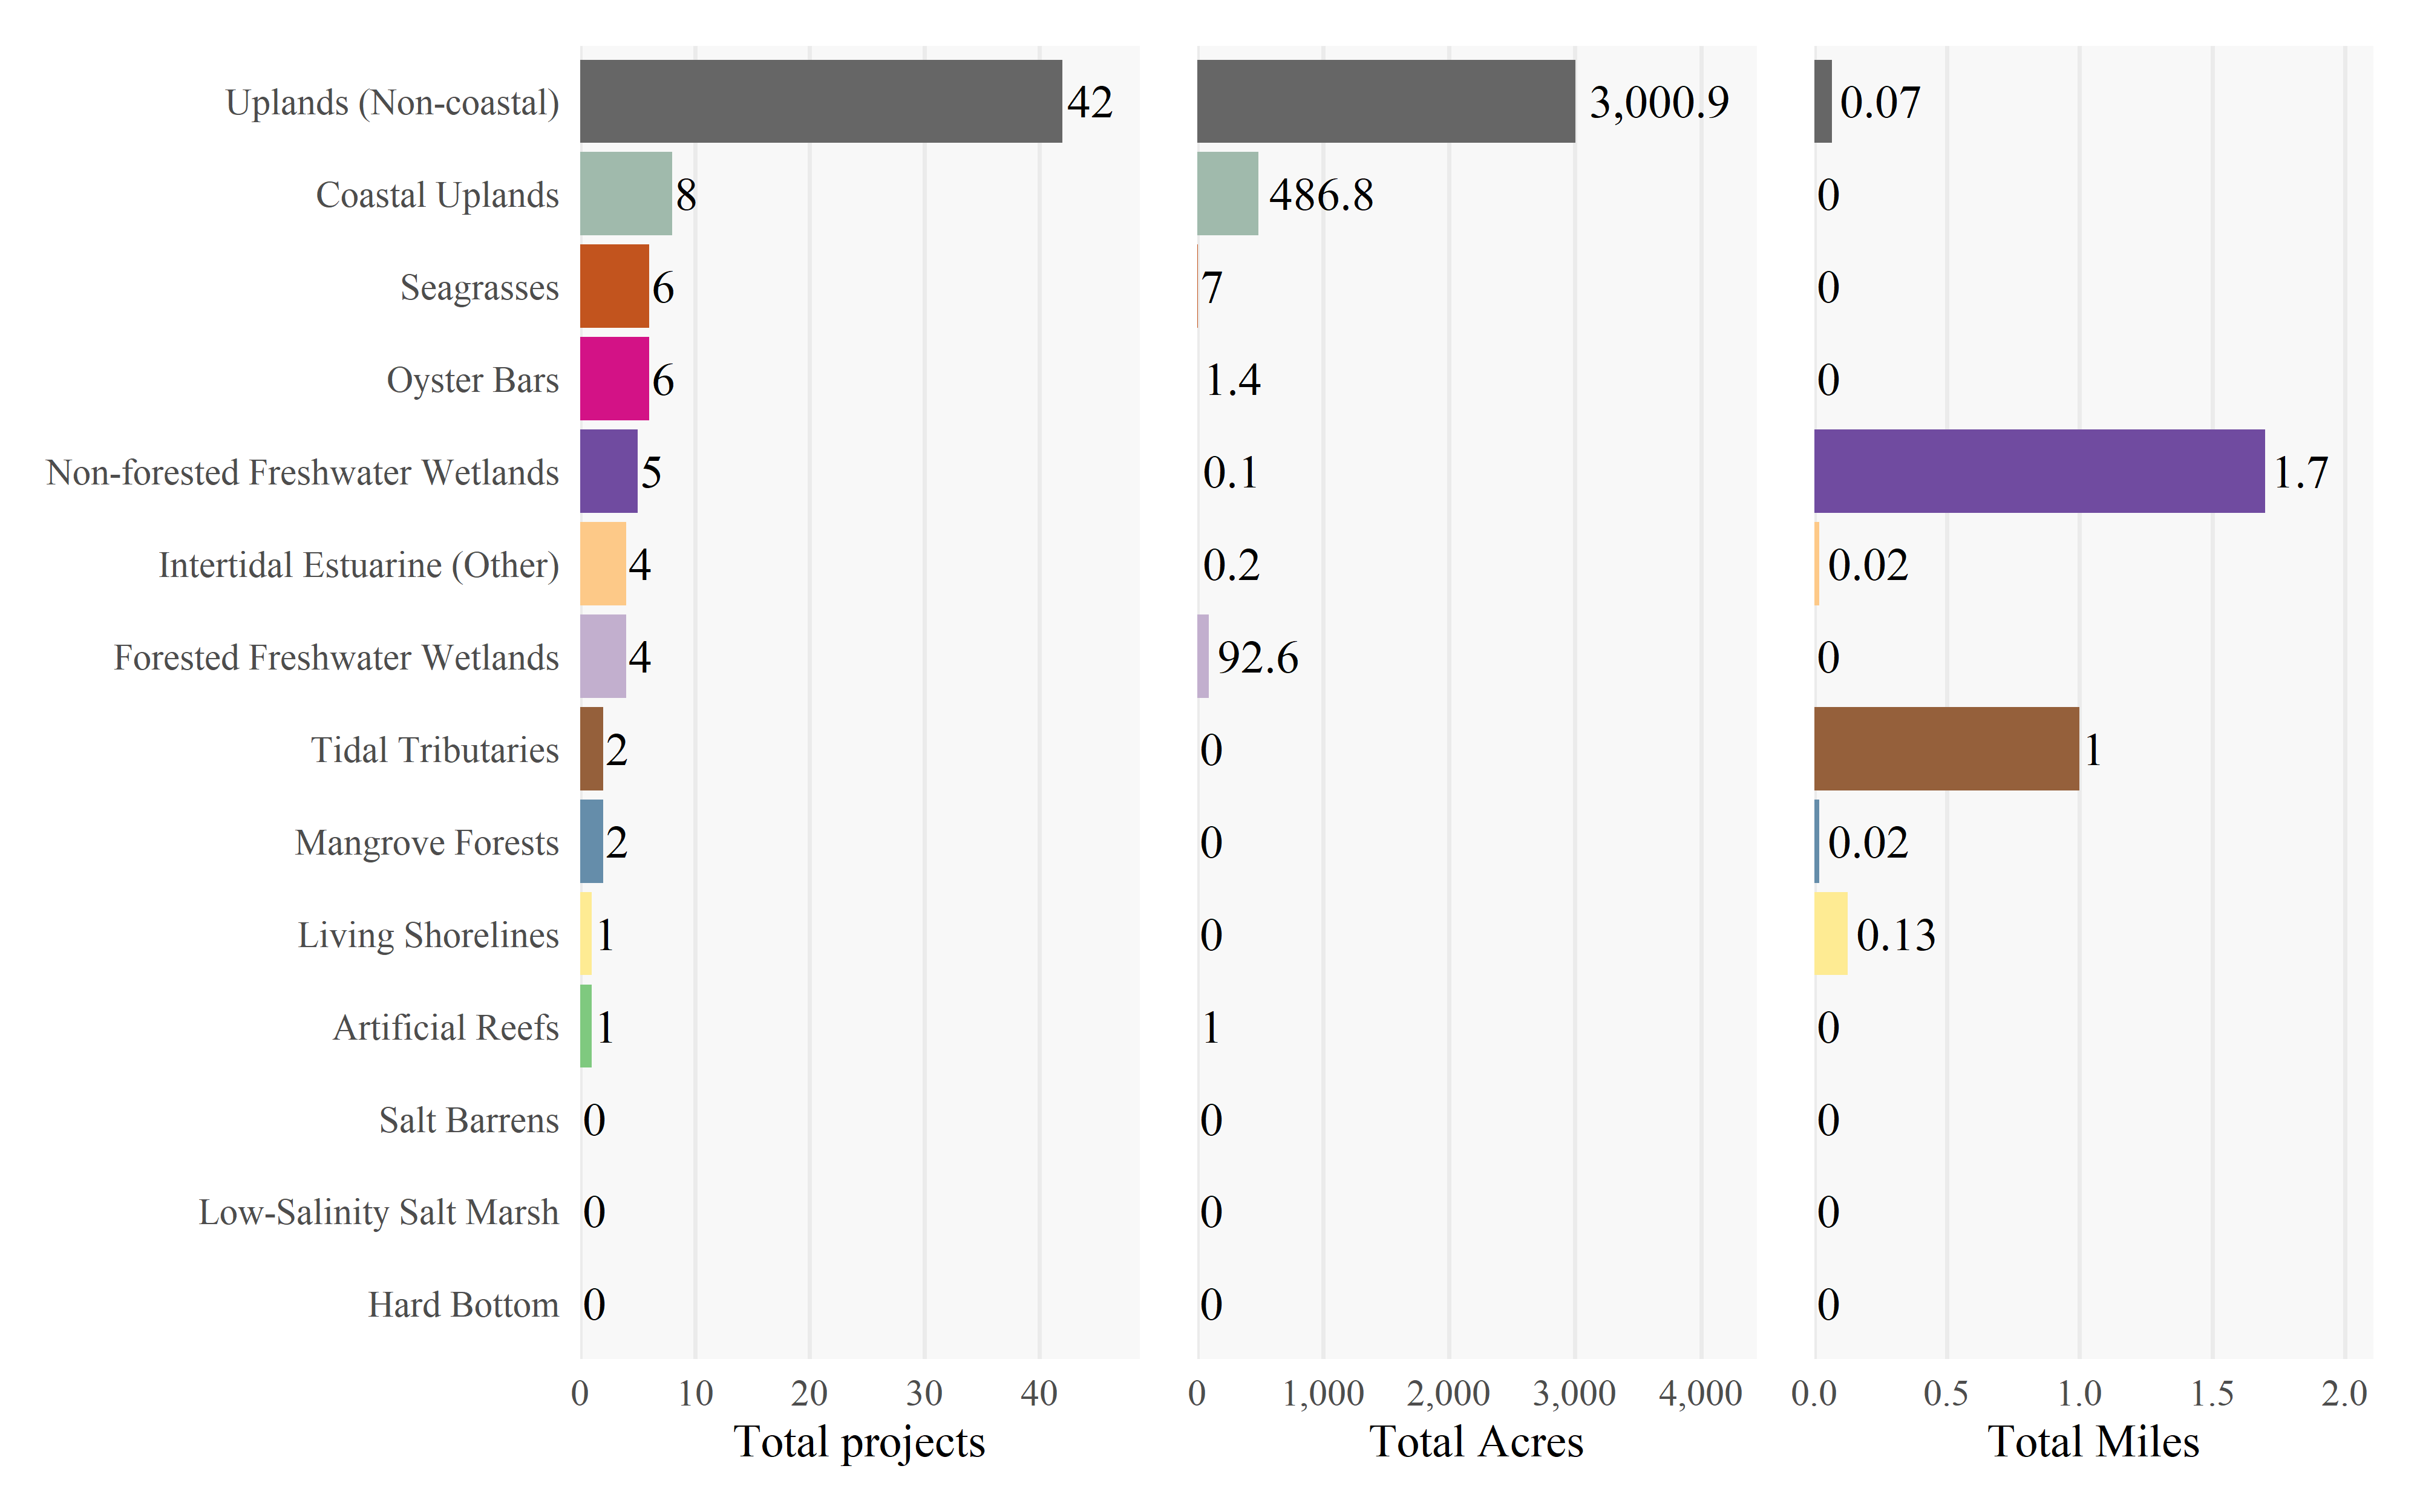 Uplands (Non-coastal) 42 3,000.9 0.07
Coastal Uplands 8 486.8 0
Seagrasses 6 7 0
Oyster Bars 6 1.4 0
Non-forested Freshwater Wetlands 5 0.1 1.7
Intertidal Estuarine (Other) 4 0.2 0.02
Forested Freshwater Wetlands 4 92.6 0
Tidal Tributaries 2 0 1
Mangrove Forests 2 0 0.02
Living Shorelines 1 0 0.13
Artificial Reefs 1 1 0
Salt Barrens 0 0 0
Low-Salinity Salt Marsh 0 0 0
Hard Bottom 0 0 0
0 10 20 30 40 0 1,000 2,000 3,000 4,000 0.0 0.5 1.0 1.5 2.0
Total projects Total Acres Total Miles